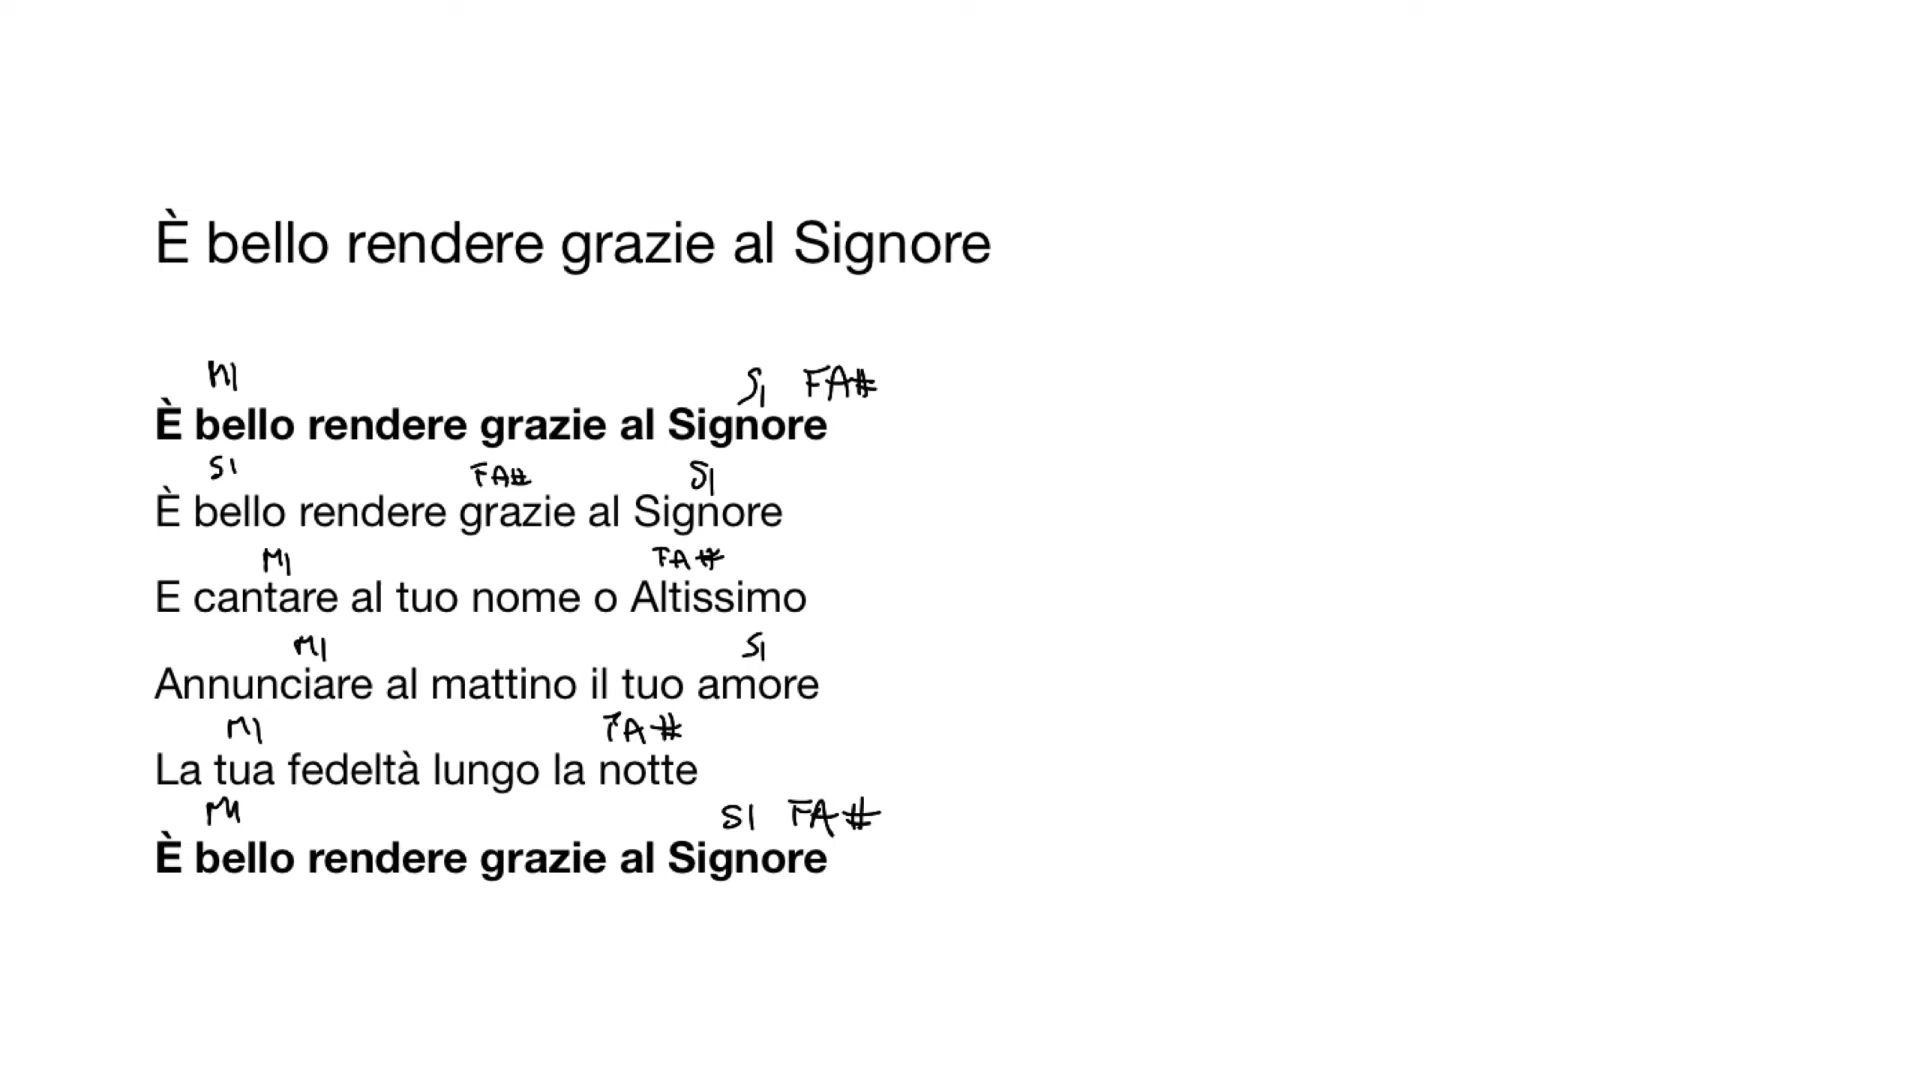 È bello rendere grazie al Signore
MI SI FA#
È bello rendere grazie al Signore
SI FA# SI
È bello rendere grazie al Signore
MI FA#
E cantare al tuo nome o Altissimo
MI SI
Annunciare al mattino il tuo amore
MI FA#
La tua fedeltà lungo la notte
MI SI FA#
È bello rendere grazie al Signore